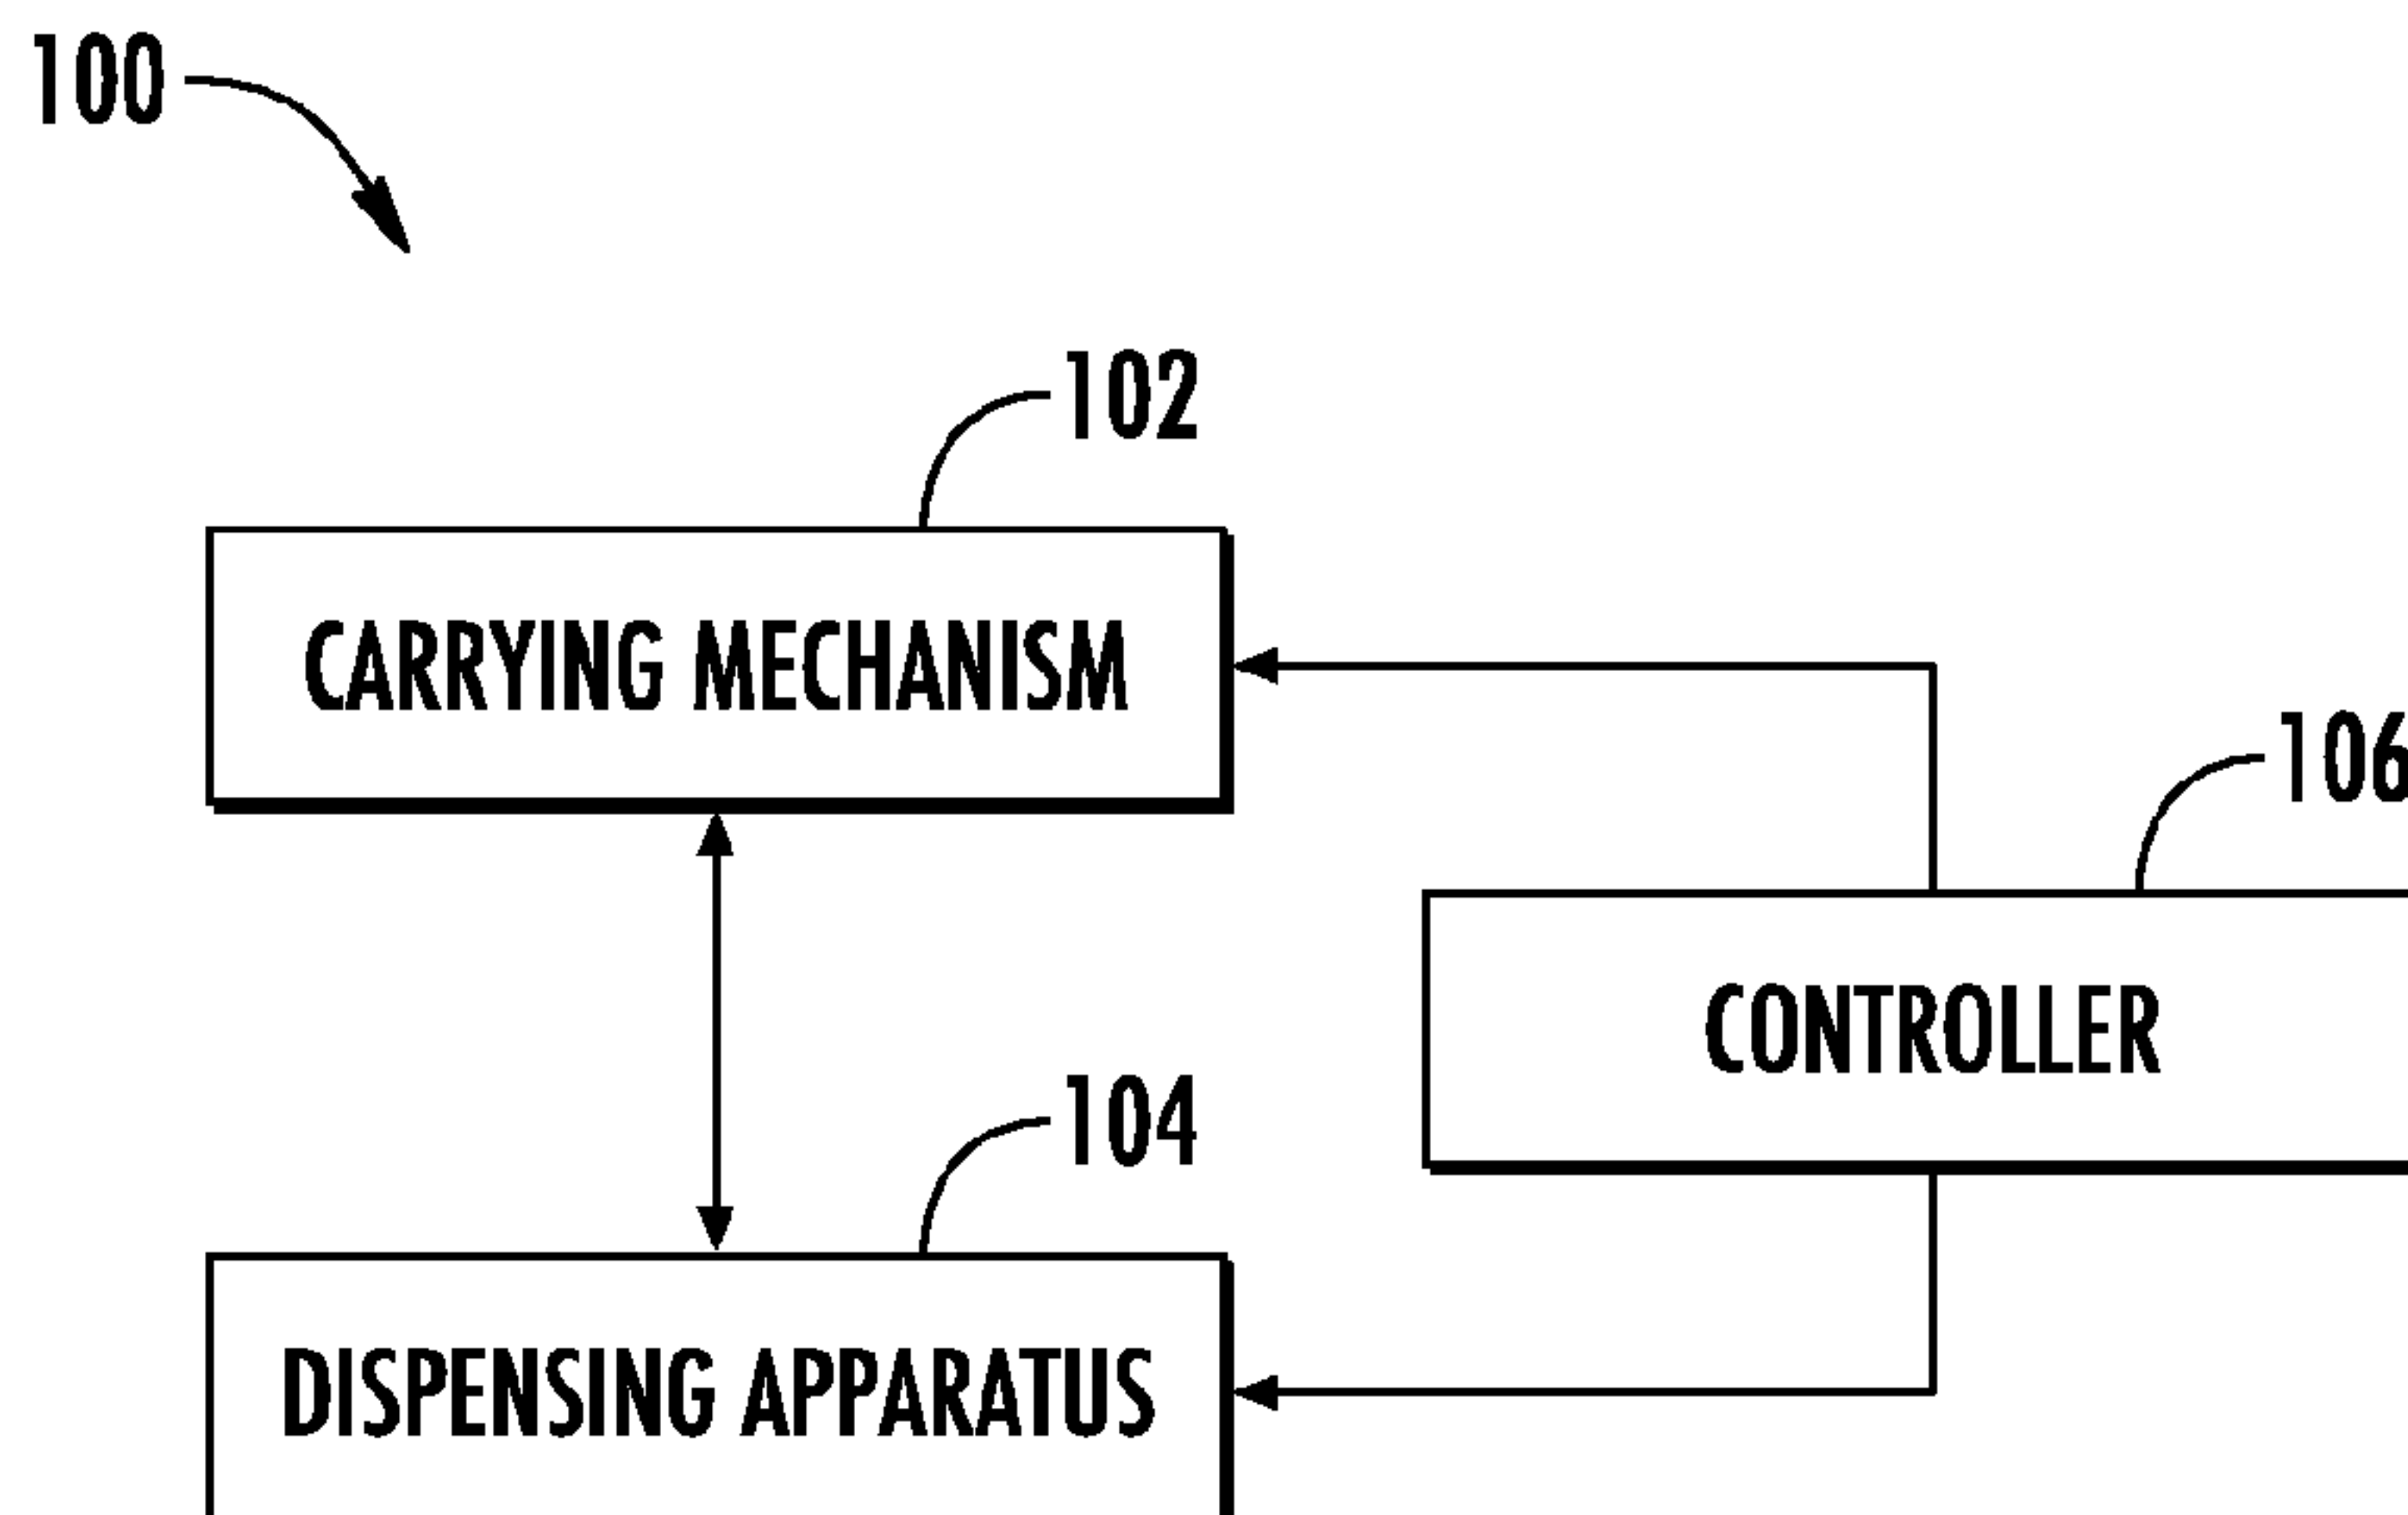 100
102
CARRYING MECHANISM
106
CONTROLLER
104
DISPENSING APPARATUS